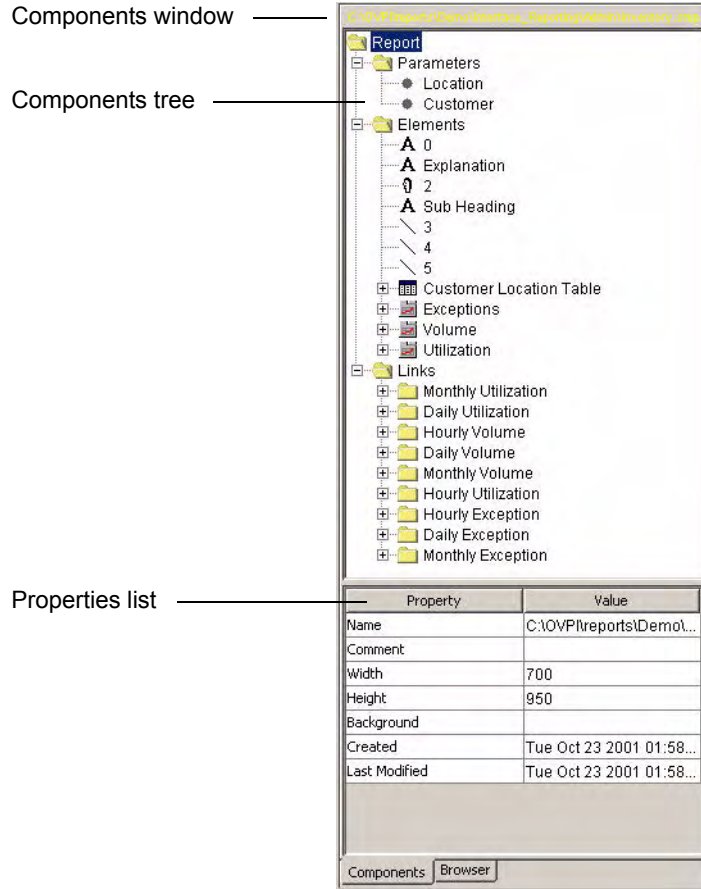 Components window
Report
Parameters
Location
Components tree
Customer
Elements
A 0
A Explanation
2
A Sub Heading
3
4
5
Customer Location Table
Exceptions
Volume
Utilization
Links
Monthly Utilization
Daily Utilization
Hourly Volume
Daily Volume
Monthly Volume
Hourly Utilization
Hourly Exception
Daily Exception
Monthly Exception
Properties list
Property Value
Name C:\OVPI\reports\Demo\...
Comment
Width 700
Height 950
Background
Created Tue Oct 23 2001 01:58...
Last Modified Tue Oct 23 2001 01:58...
Components Browser